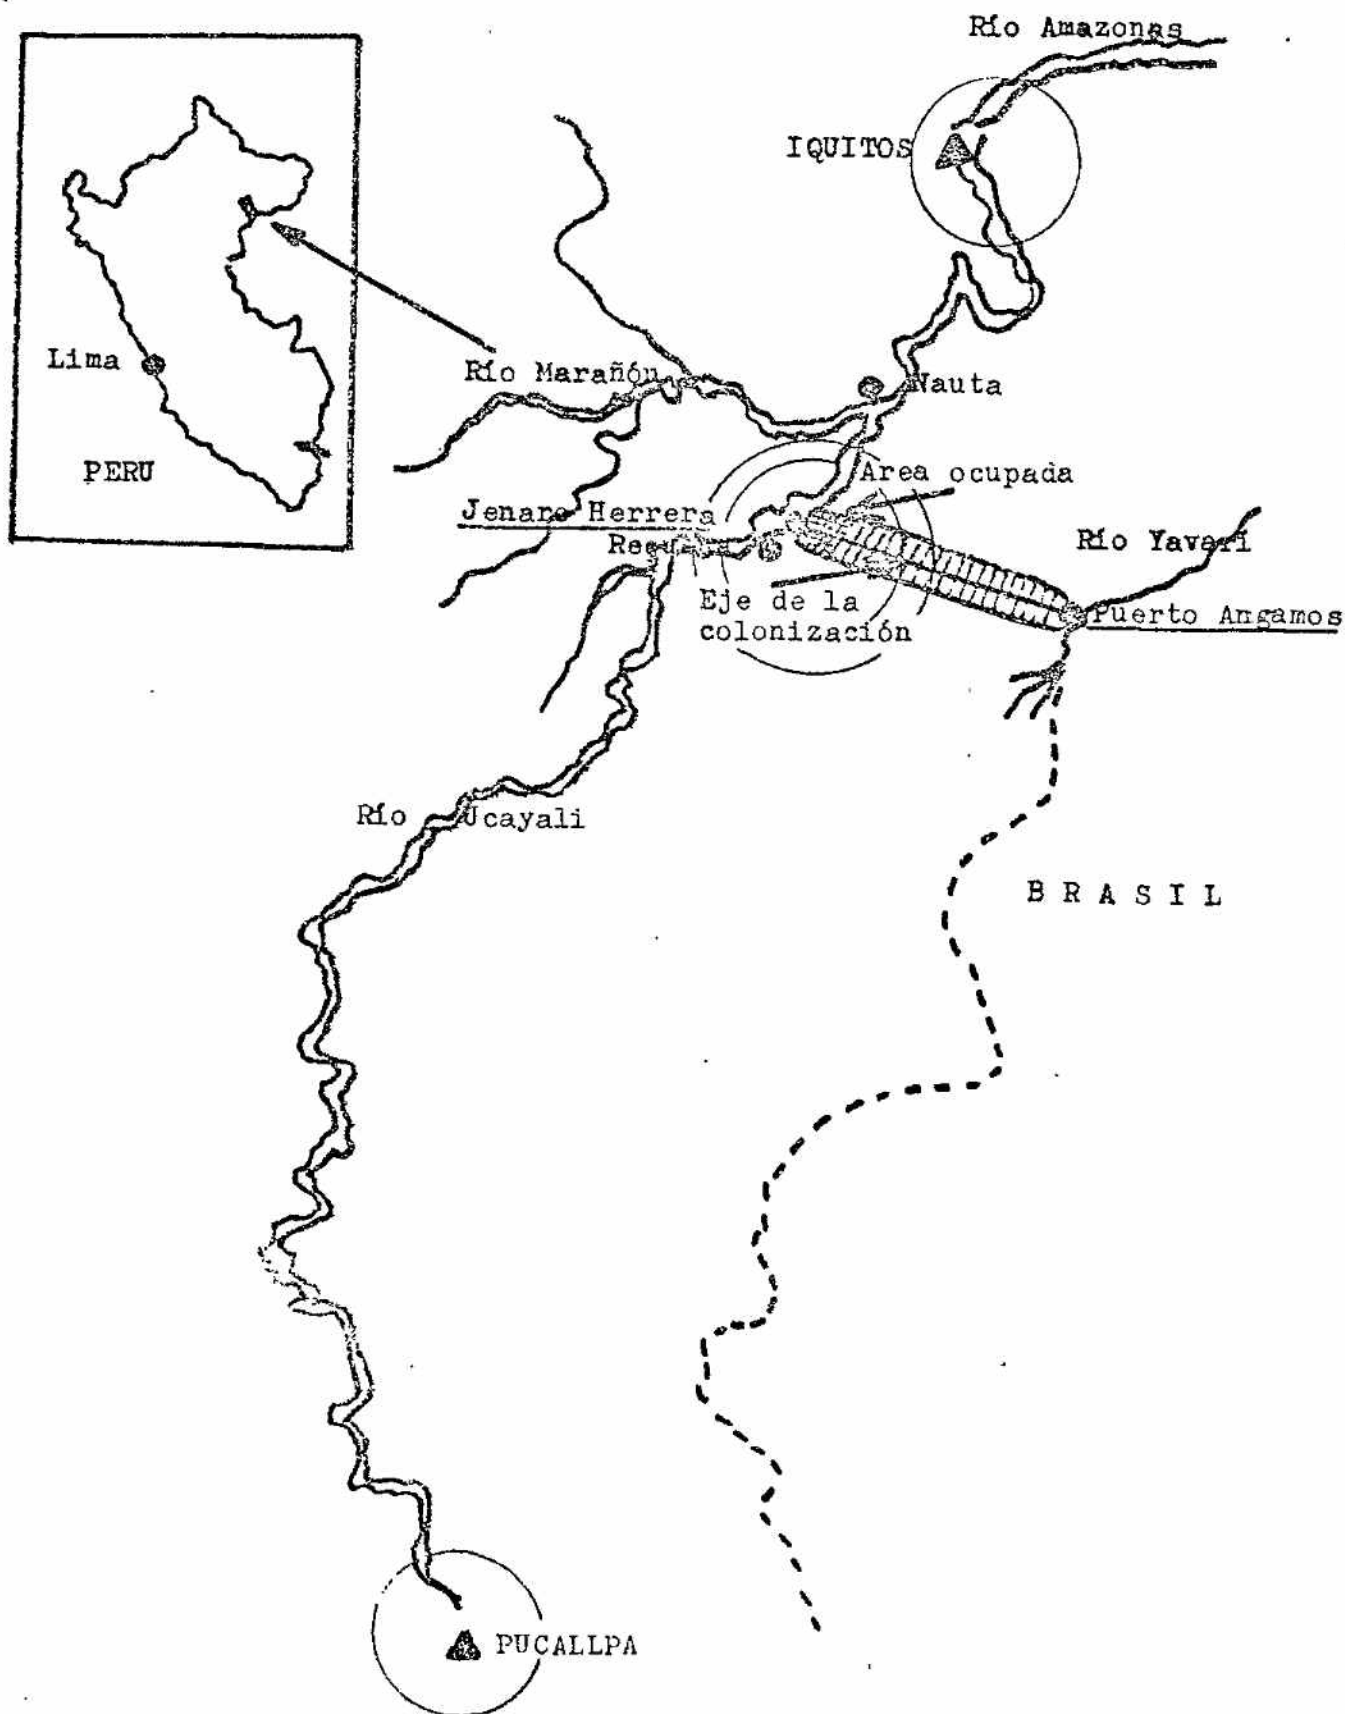 Río Amazonas
IQUITOS
Lima
Río Marañón
Nauta
PERU
Area ocupada
Jenaro Herrera
Río Yavari
Eje de la
colonización
Puerto Angamos
Río Ucayali
BRASIL
PUCALLPA